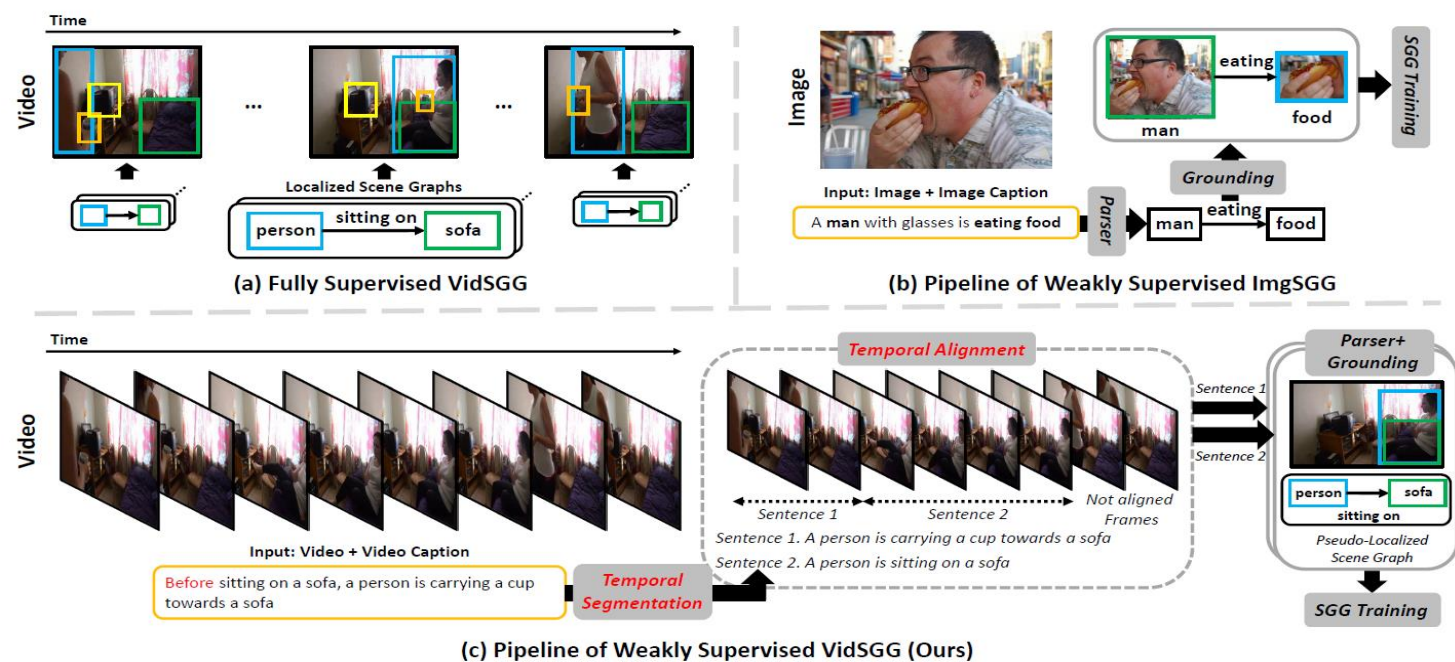 Time
Video
...
...
Localized Scene Graphs
person
sitting on
sofa
(a) Fully Supervised VidSGG
Image
Input: Image + Image Caption
A man with glasses is eating food
Parser
man
eating
food
Grounding
man
eating
food
SGG Training
(b) Pipeline of Weakly Supervised ImgSGG
Time
Video
Input: Video + Video Caption
Before sitting on a sofa, a person is carrying a cup
towards a sofa
Temporal
Segmentation
Temporal Alignment
Sentence 1
Sentence 2
Not aligned
Frames
Sentence 1. A person is carrying a cup towards a sofa
Sentence 2. A person is sitting on a sofa
Sentence 1
Sentence 2
Parser+
Grounding
person
sofa
sitting on
Pseudo-Localized
Scene Graph
SGG Training
(c) Pipeline of Weakly Supervised VidSGG (Ours)